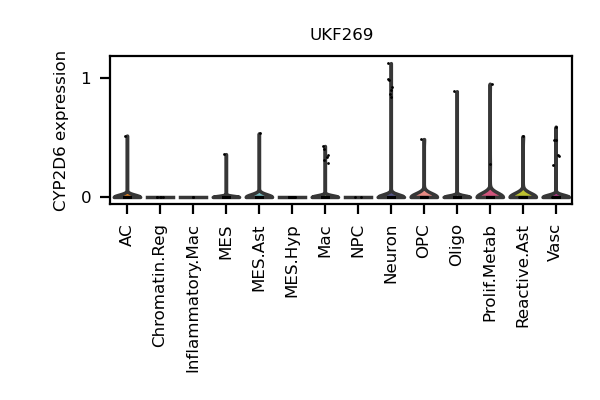 UKF269
CYP2D6 expression
1
0
AC
Chromatin.Reg
Inflammatory.Mac
MES
MES.Ast
MES.Hyp
Mac
NPC
Neuron
OPC
Oligo
Prolif.Metab
Reactive.Ast
Vasc